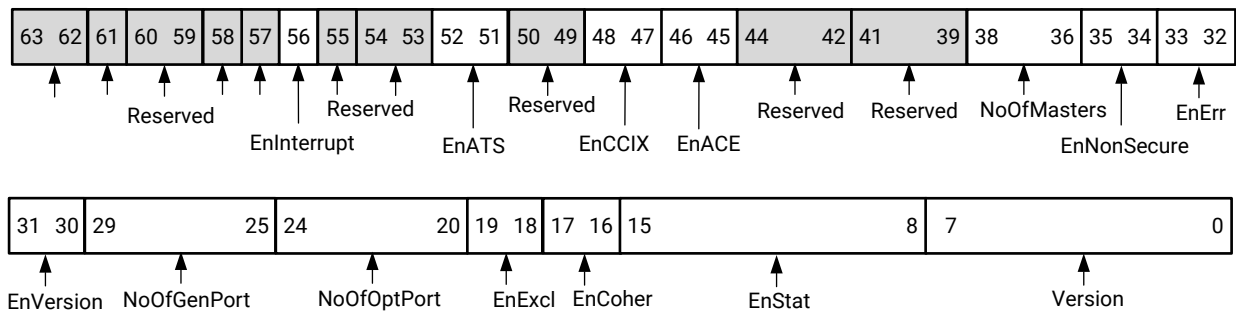 63 62 61 60 59 58 57 56 55 54 53 52 51 50 49 48 47 46 45 44 42 41 39 38 36 35 34 33 32
Reserved Reserved Reserved Reserved Reserved NoOfMasters EnErr
EnInterrupt EnATS EnCCIX EnACE EnNonSecure
31 30 29 25 24 20 19 18 17 16 15 8 7 0
EnVersion NoOfGenPort NoOfOptPort EnExcl EnCoher EnStat Version